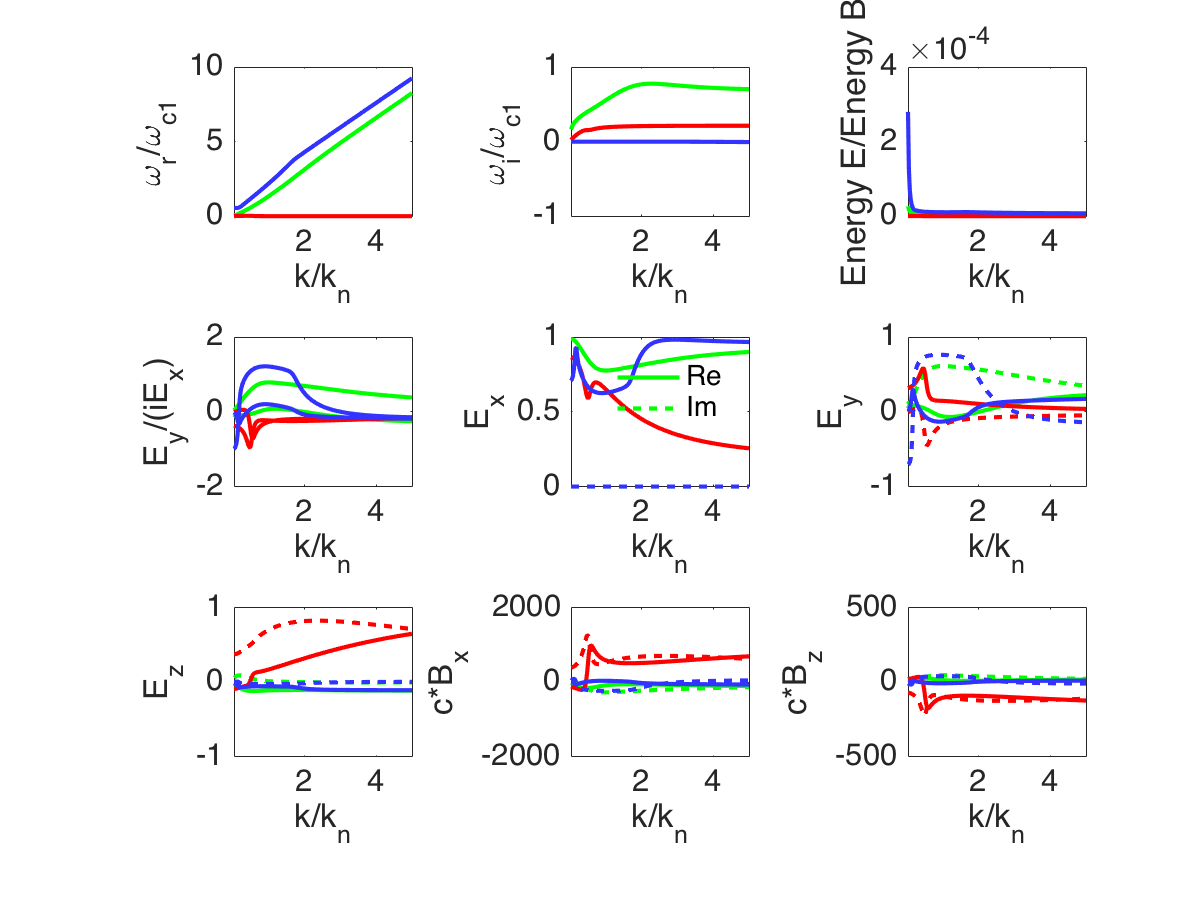 ×10^-4
10
5
0
ω_r/ω_c1
2 4
k/k_n
1
0
-1
ω_i/ω_c1
2 4
k/k_n
4
2
0
Energy E/Energy B
2 4
k/k_n
2
0
-2
E_y/(iE_x)
2 4
k/k_n
1
0.5
0
E_x
Re
Im
2 4
k/k_n
1
0
-1
E_y
2 4
k/k_n
1
0
-1
E_z
2 4
k/k_n
2000
0
-2000
c*B_x
2 4
k/k_n
500
0
-500
c*B_z
2 4
k/k_n